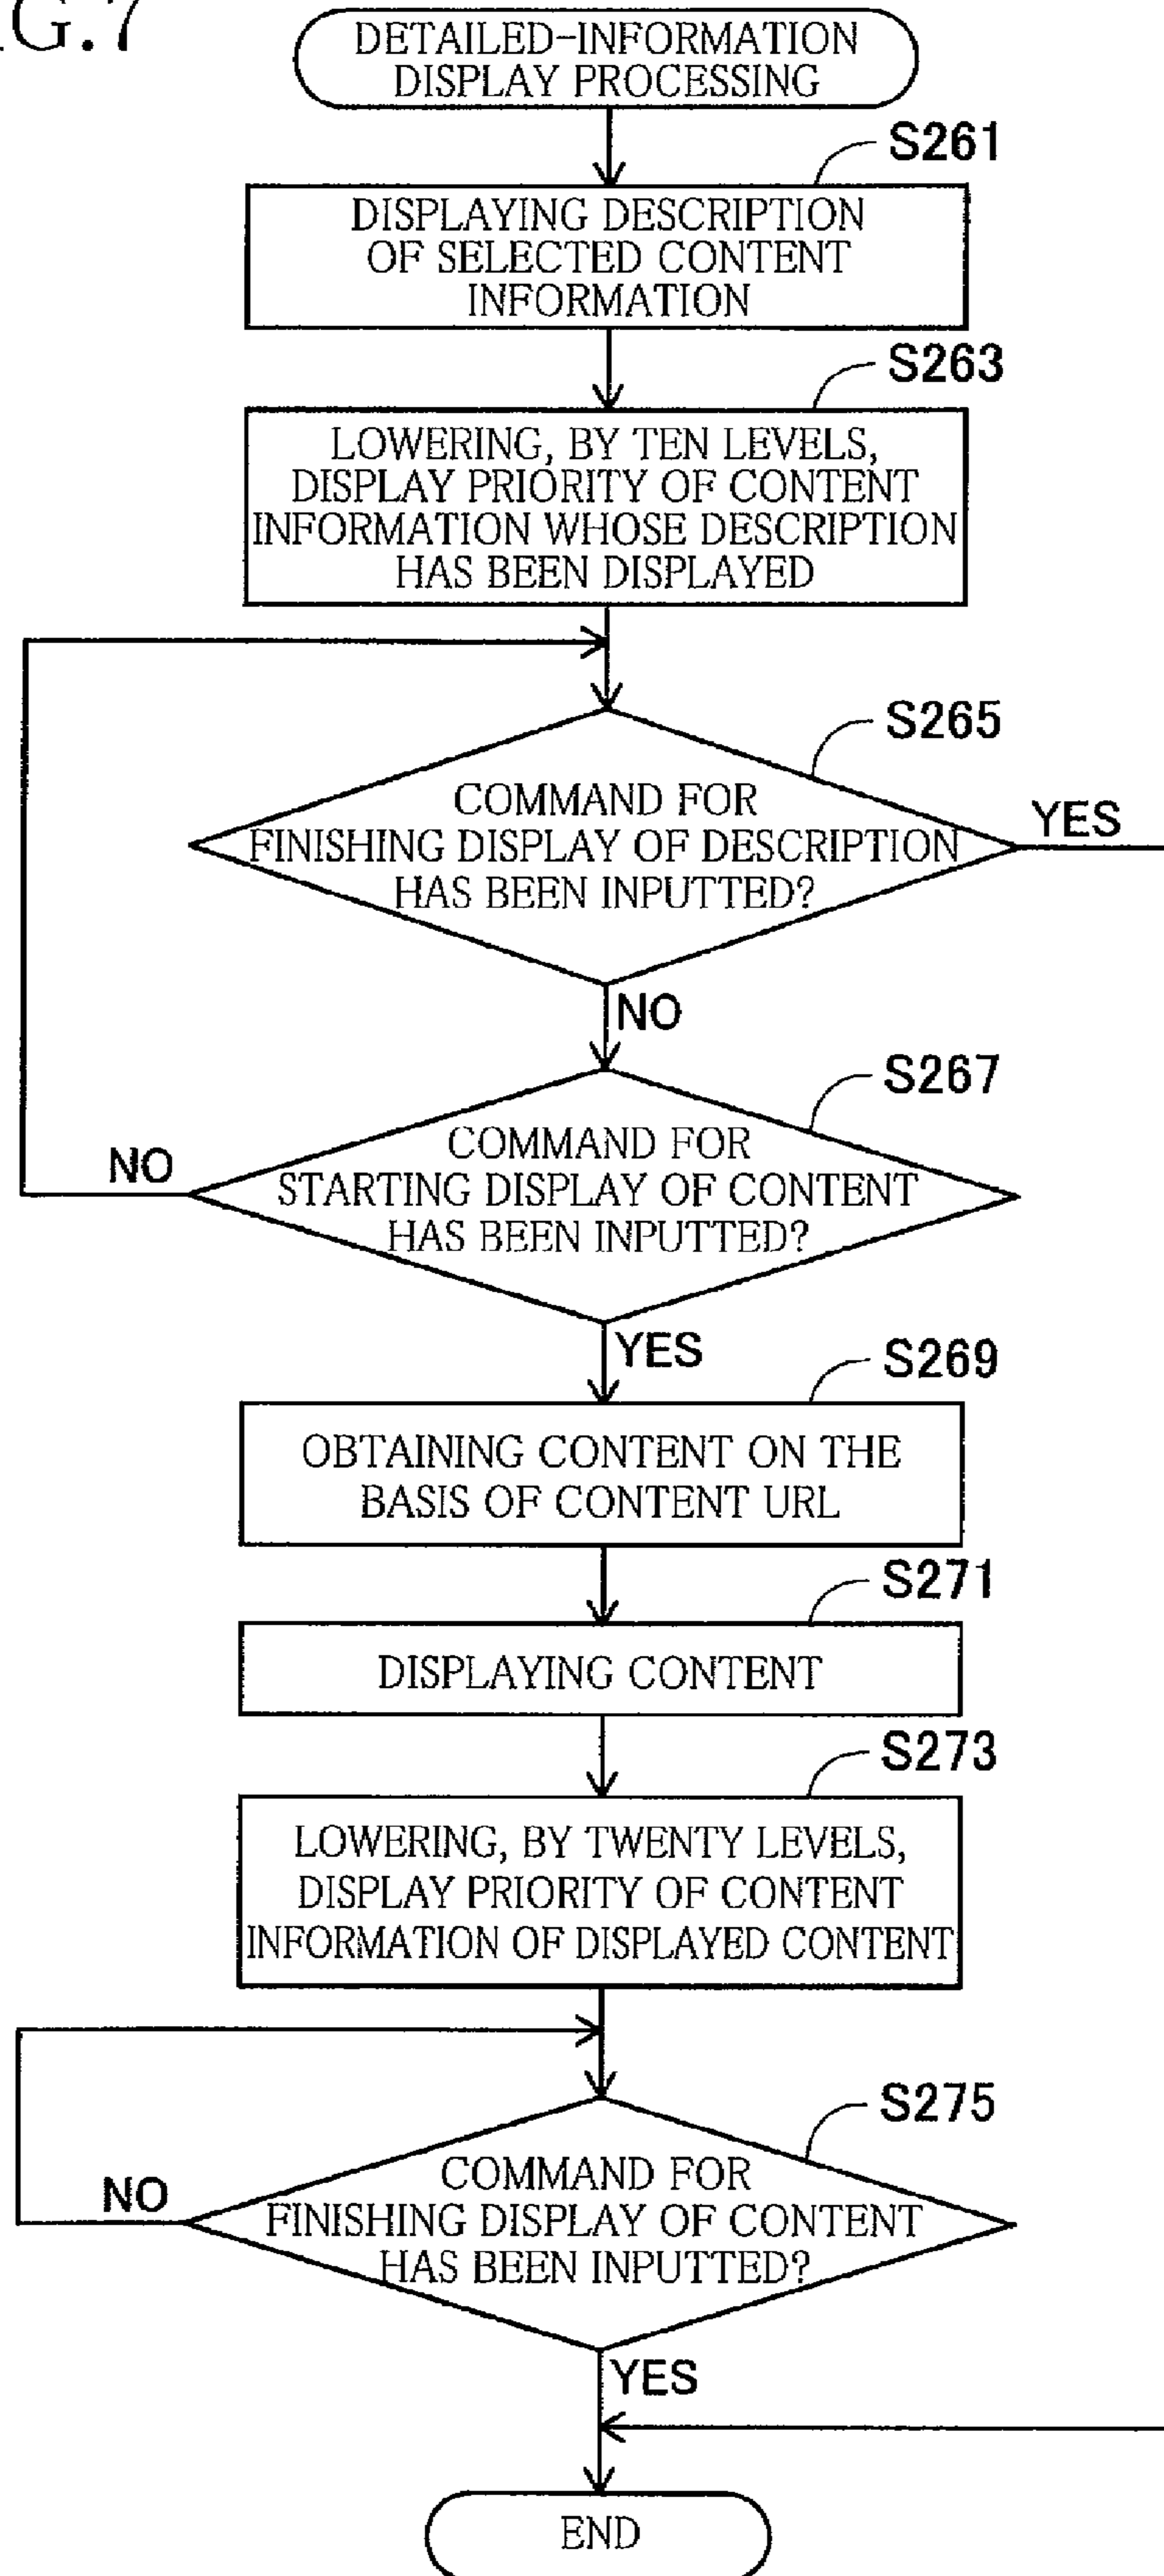 G.7
DETAILED-INFORMATION
DISPLAY PROCESSING
S261
DISPLAYING DESCRIPTION
OF SELECTED CONTENT
INFORMATION
S263
LOWERING, BY TEN LEVELS,
DISPLAY PRIORITY OF CONTENT
INFORMATION WHOSE DESCRIPTION
HAS BEEN DISPLAYED
S265
COMMAND FOR
FINISHING DISPLAY OF DESCRIPTION
HAS BEEN INPUTTED?
YES
NO
S267
COMMAND FOR
STARTING DISPLAY OF CONTENT
HAS BEEN INPUTTED?
NO
YES
S269
OBTAINING CONTENT ON THE
BASIS OF CONTENT URL
S271
DISPLAYING CONTENT
S273
LOWERING, BY TWENTY LEVELS,
DISPLAY PRIORITY OF CONTENT
INFORMATION OF DISPLAYED CONTENT
S275
COMMAND FOR
FINISHING DISPLAY OF CONTENT
HAS BEEN INPUTTED?
NO
YES
END